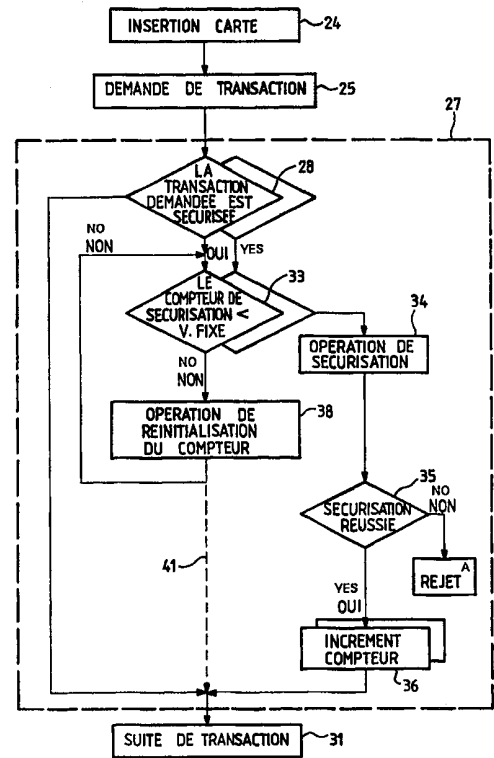 INSERTION CARTE
24
DEMANDE DE TRANSACTION
25
27
LA
TRANSACTION
DEMANDEE EST
SECURISEE
28
NO
NON
OUI
YES
LE
COMPTEUR DE
SECURISATION <
V. FIXE
33
34
OPERATION DE
SECURISATION
NO
NON
OPERATION DE
REINITIALISATION
DU COMPTEUR
38
35
SECURISATION
REUSSIE
NO
NON
41
A
REJET
YES
OUI
INCREMENT
COMPTEUR
36
SUITE DE TRANSACTION
31